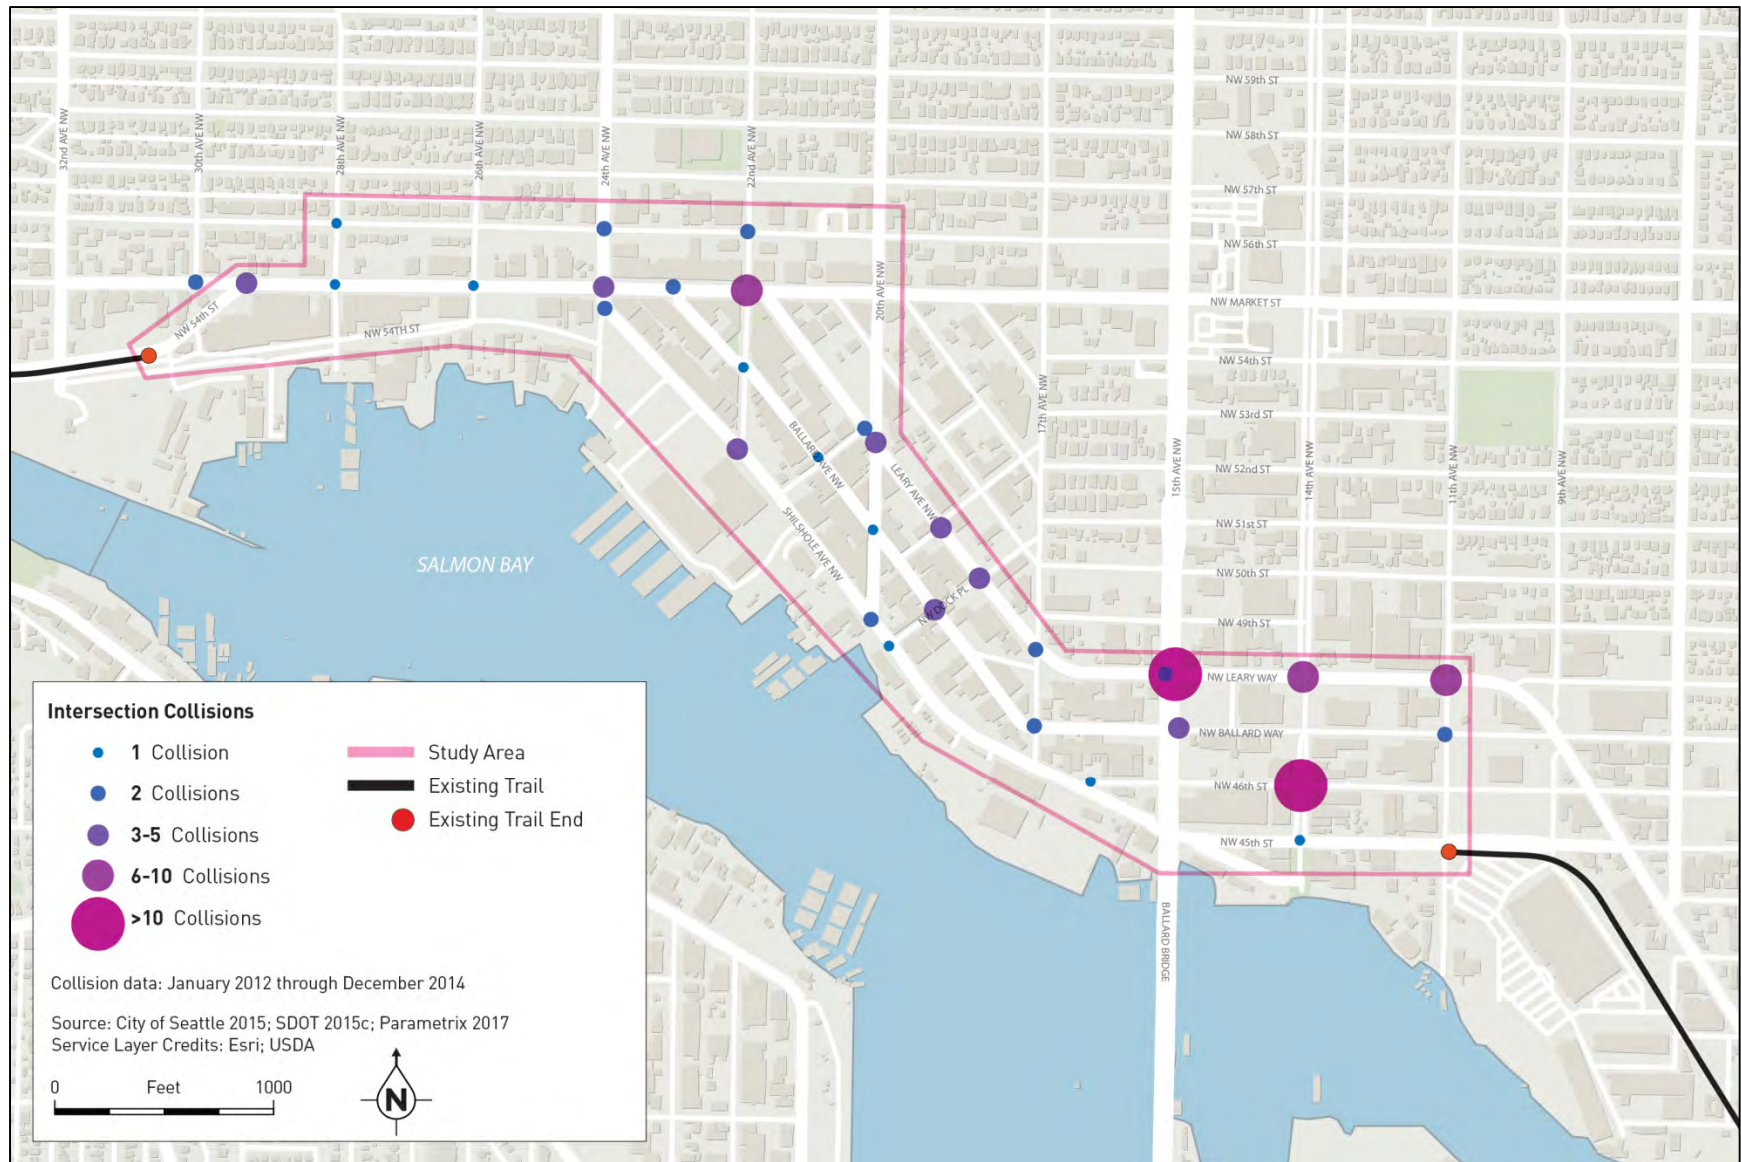 NW 59th ST
NW 58th ST
32nd AVE NW
30th AVE NW
28th AVE NW
26th AVE NW
24th AVE NW
22nd AVE NW
NW 57th ST
NW 56th ST
20th AVE NW
NW MARKET ST
NW 54th ST
NW 54TH ST
NW 54th ST
17th AVE NW
NW 53rd ST
15th AVE NW
14th AVE NW
11th AVE NW
9th AVE NW
BALLARD AVE NW
LEARY AVE NW
NW 52nd ST
SHILSHOLE AVE NW
NW 51st ST
SALMON BAY
NW 50th ST
NW DOCK PL
NW 49th ST
NW LEARY WAY
NW BALLARD WAY
NW 46th ST
NW 45th ST
BALLARD BRIDGE
Intersection Collisions
1 Collision
2 Collisions
3-5 Collisions
6-10 Collisions
>10 Collisions
Study Area
Existing Trail
Existing Trail End
Collision data: January 2012 through December 2014
Source: City of Seattle 2015; SDOT 2015c; Parametrix 2017
Service Layer Credits: Esri; USDA
0 Feet 1000
N